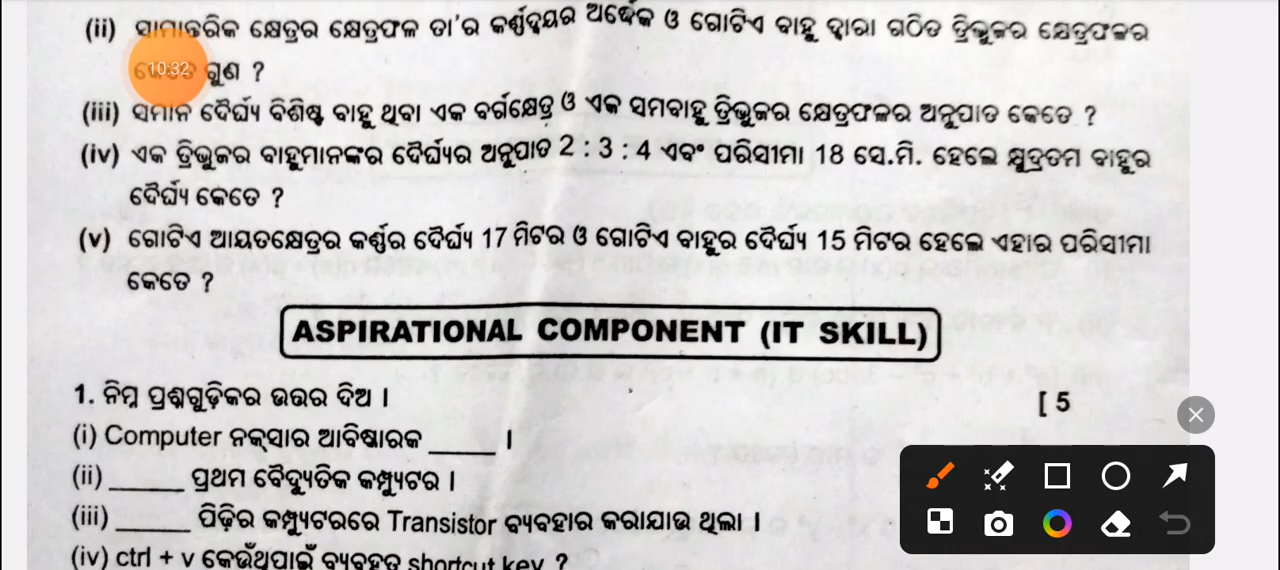 (ii) ସାମାନ୍ତରିକ କ୍ଷେତ୍ରର କ୍ଷେତ୍ରଫଳ ତା'ର କର୍ଣ୍ଣଦ୍ୱୟର ଅର୍ଦ୍ଧେକ ଓ ଗୋଟିଏ ବାହୁ ଦ୍ୱାରା ଗଠିତ ତ୍ରିଭୁଜର କ୍ଷେତ୍ରଫଳର
10:32 ଗୁଣ ?
(iii) ସମାନ ଦୈର୍ଘ୍ୟ ବିଶିଷ୍ଟ ବାହୁ ଥିବା ଏକ ବର୍ଗକ୍ଷେତ୍ର ଓ ଏକ ସମବାହୁ ତ୍ରିଭୁଜର କ୍ଷେତ୍ରଫଳର ଅନୁପାତ କେତେ ?
(iv) ଏକ ତ୍ରିଭୁଜର ବାହୁମାନଙ୍କର ଦୈର୍ଘ୍ୟର ଅନୁପାତ 2 : 3 : 4 ଏବଂ ପରିସୀମା 18 ସେ.ମି. ହେଲେ କ୍ଷୁଦ୍ରତମ ବାହୁର
ଦୈର୍ଘ୍ୟ କେତେ ?
(v) ଗୋଟିଏ ଆୟତକ୍ଷେତ୍ରର କର୍ଣ୍ଣର ଦୈର୍ଘ୍ୟ 17 ମିଟର ଓ ଗୋଟିଏ ବାହୁର ଦୈର୍ଘ୍ୟ 15 ମିଟର ହେଲେ ଏହାର ପରିସୀମା
କେତେ ?
ASPIRATIONAL COMPONENT (IT SKILL)
1. ନିମ୍ନ ପ୍ରଶ୍ନଗୁଡ଼ିକର ଉତ୍ତର ଦିଅ । [ 5
(i) Computer ନକ୍ସାର ଆବିଷ୍କାରକ _____ ।
(ii) _____ ପ୍ରଥମ ବୈଦ୍ୟୁତିକ କମ୍ପ୍ୟୁଟର ।
(iii) _____ ପିଢ଼ିର କମ୍ପ୍ୟୁଟରରେ Transistor ବ୍ୟବହାର କରାଯାଉ ଥିଲା ।
(iv) ctrl + v କେଉଁଥିପାଇଁ ବ୍ୟବହୃତ shortcut key ?